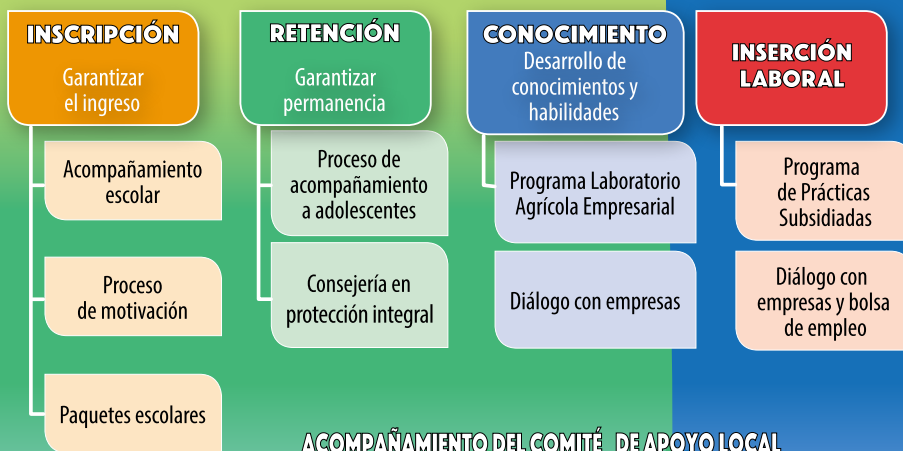 INSCRIPCIÓN
Garantizar
el ingreso
Acompañamiento
escolar
Proceso
de motivación
Paquetes escolares
RETENCIÓN
Garantizar
permanencia
Proceso de
acompañamiento
a adolescentes
Consejería en
protección integral
CONOCIMIENTO
Desarrollo de
conocimientos y
habilidades
Programa Laboratorio
Agrícola Empresarial
Diálogo con empresas
INSERCIÓN
LABORAL
Programa
de Prácticas
Subsidiadas
Diálogo con
empresas y bolsa
de empleo
ACOMPAÑAMIENTO DEL COMITÉ DE APOYO LOCAL